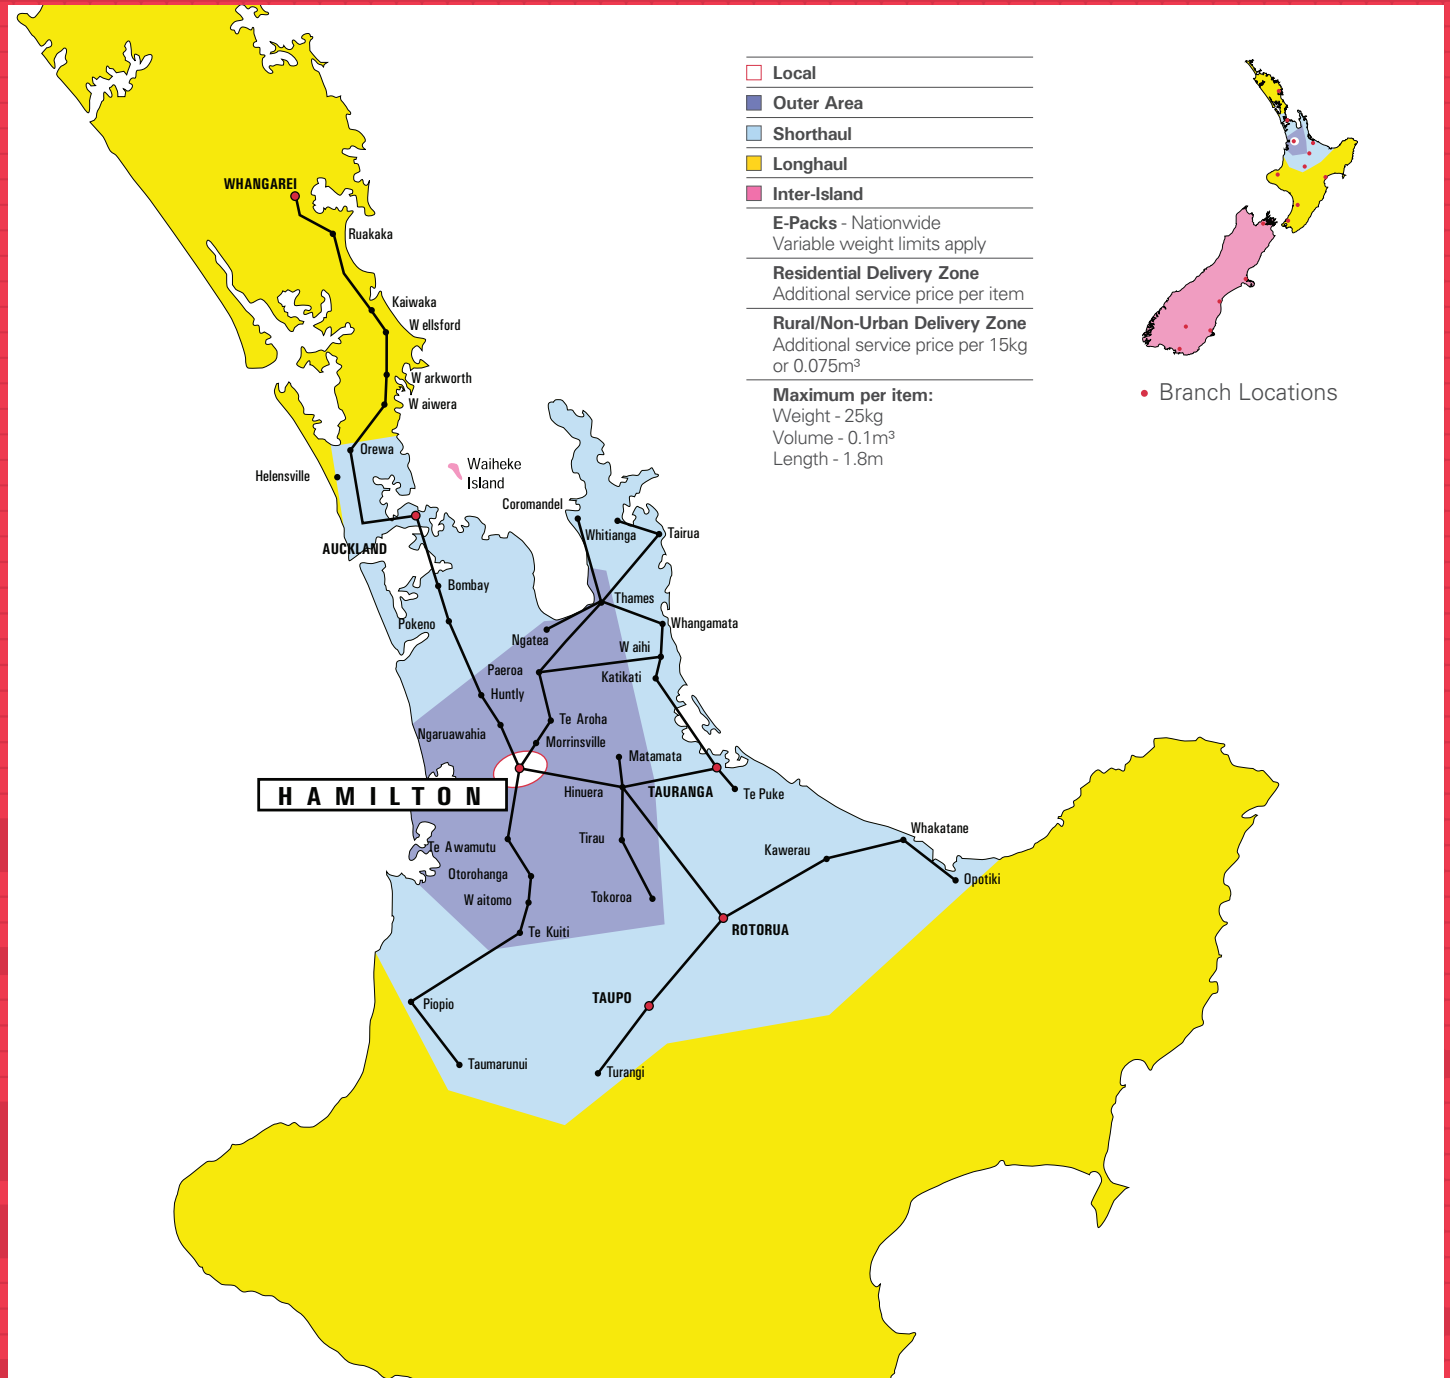 Local
Outer Area
Shorthaul
Longhaul
Inter-Island
E-Packs - Nationwide
Variable weight limits apply
Residential Delivery Zone
Additional service price per item
Rural/Non-Urban Delivery Zone
Additional service price per 15kg
or 0.075m³
Maximum per item:
Weight - 25kg
Volume - 0.1m³
Length - 1.8m
• Branch Locations
WHANGAREI
Ruakaka
Kaiwaka
W ellsford
W arkworth
W aiwera
Orewa
Helensville
Waiheke
Island
Coromandel
Whitianga
Tairua
AUCKLAND
Bombay
Thames
Pokeno
Whangamata
Ngatea
W aihi
Paeroa
Katikati
Huntly
Te Aroha
Ngaruawahia
Morrinsville
Matamata
HAMILTON
Hinuera
TAURANGA
Te Puke
Te Awamutu
Tirau
Whakatane
Kawerau
Otorohanga
Opotiki
W aitomo
Tokoroa
Te Kuiti
ROTORUA
TAUPO
Piopio
Taumarunui
Turangi